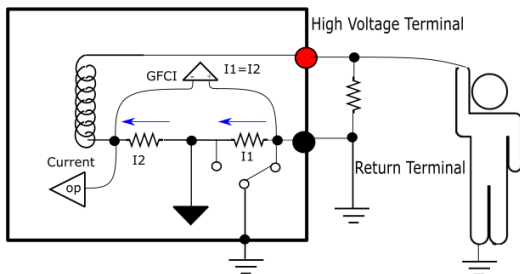 High Voltage Terminal
GFCI
- +
I1=I2
Current
I2
I1
op
Return Terminal